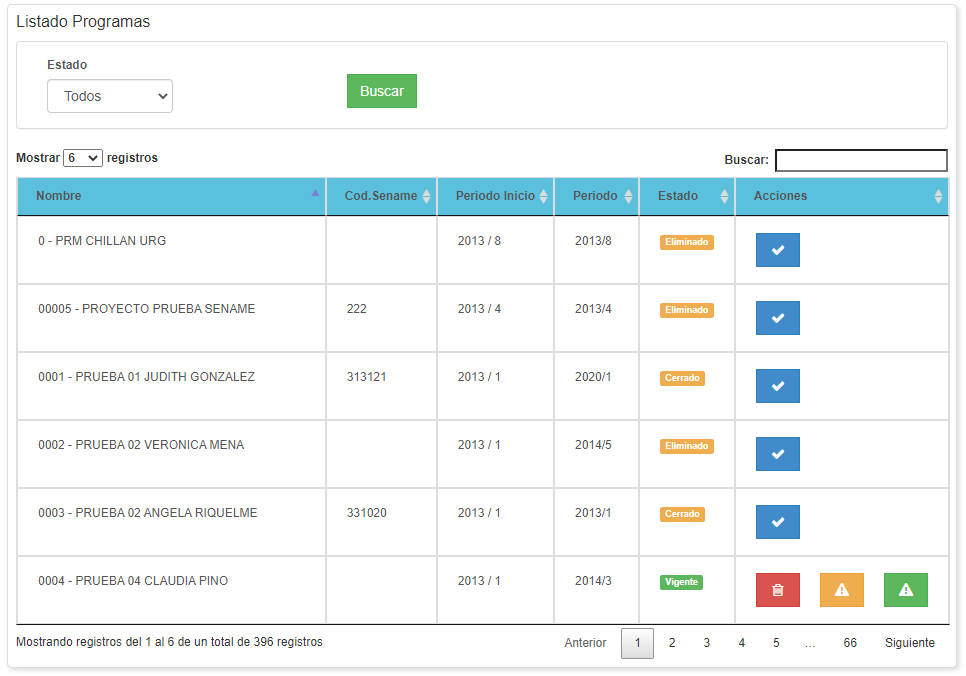 Listado Programas
Estado
Todos
Buscar
Mostrar 6 registros
Buscar:
Nombre Cod.Sename Periodo Inicio Periodo Estado Acciones
0 - PRM CHILLAN URG 2013 / 8 2013/8 Eliminado
00005 - PROYECTO PRUEBA SENAME 222 2013 / 4 2013/4 Eliminado
0001 - PRUEBA 01 JUDITH GONZALEZ 313121 2013 / 1 2020/1 Cerrado
0002 - PRUEBA 02 VERONICA MENA 2013 / 1 2014/5 Eliminado
0003 - PRUEBA 02 ANGELA RIQUELME 331020 2013 / 1 2013/1 Cerrado
0004 - PRUEBA 04 CLAUDIA PINO 2013 / 1 2014/3 Vigente
Mostrando registros del 1 al 6 de un total de 396 registros
Anterior 1 2 3 4 5 … 66 Siguiente